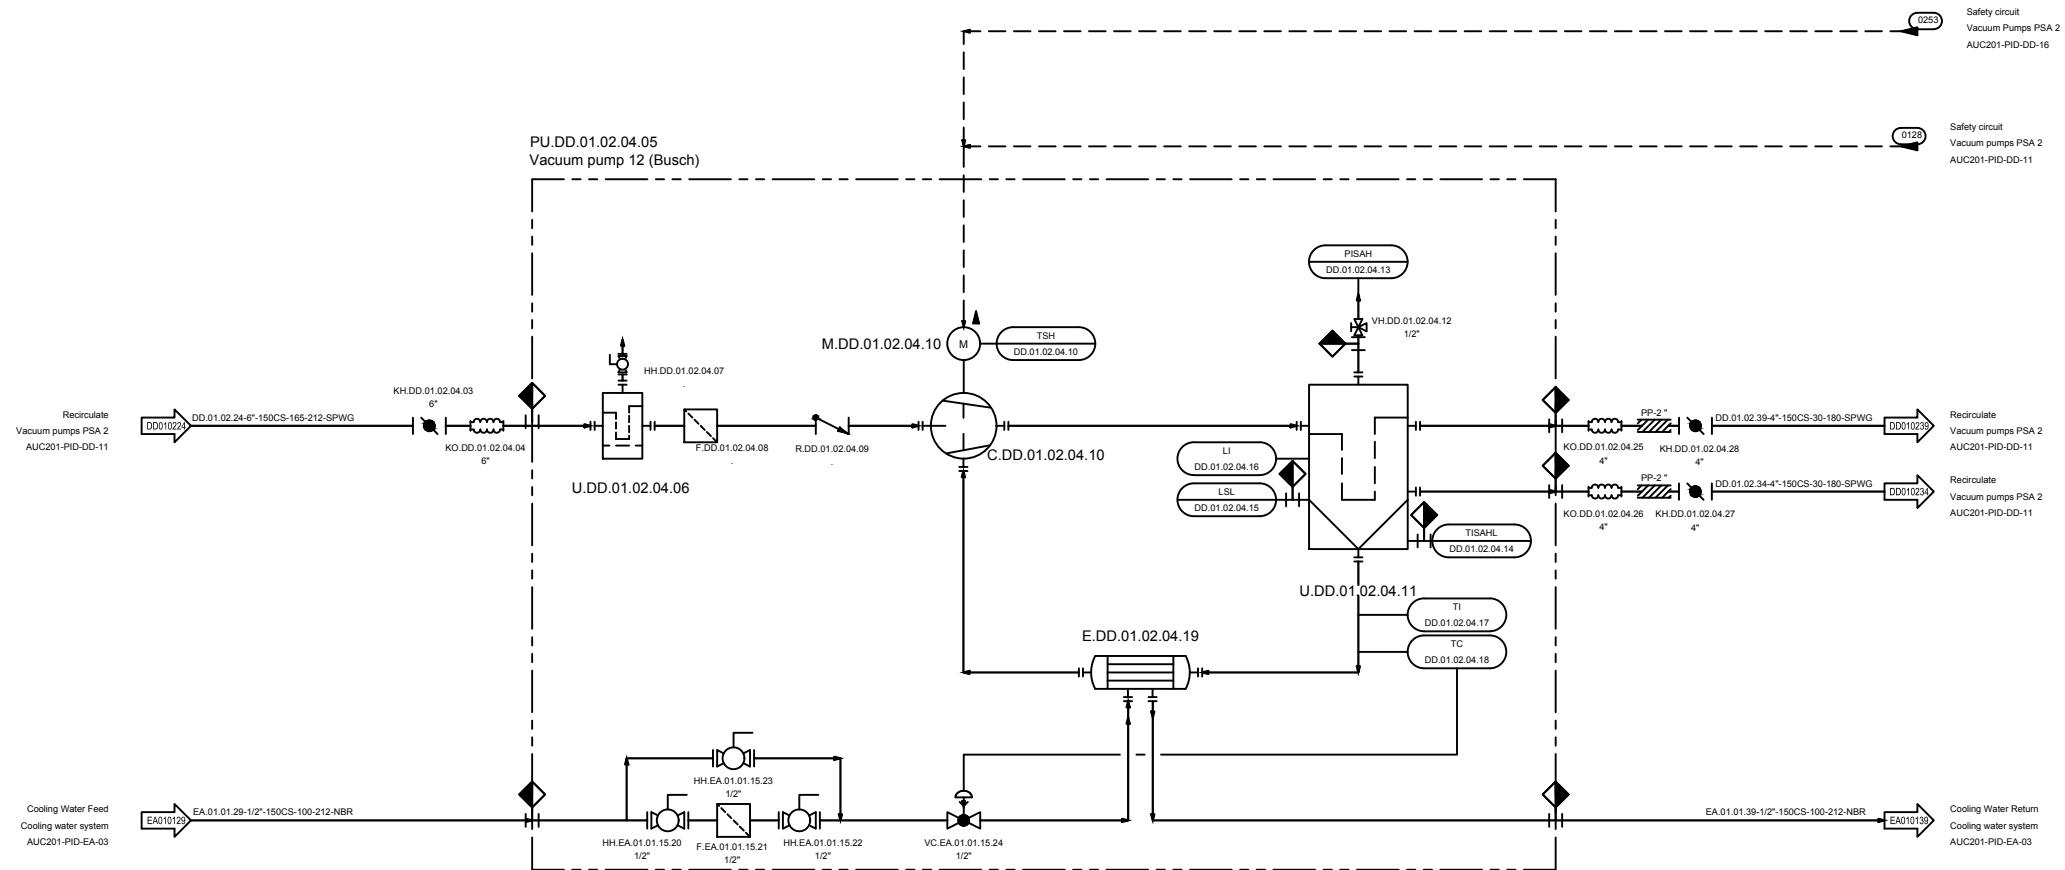 0253
Safety circuit
Vacuum Pumps PSA 2
AUC201-PID-DD-16
0128
Safety circuit
Vacuum pumps PSA 2
AUC201-PID-DD-11
PU.DD.01.02.04.05
Vacuum pump 12 (Busch)
PISAH
DD.01.02.04.13
VH.DD.01.02.04.12
1/2"
M.DD.01.02.04.10
M
TSH
DD.01.02.04.10
HH.DD.01.02.04.07
.
Recirculate
Vacuum pumps PSA 2
AUC201-PID-DD-11
DD010224
DD.01.02.24-6"-150CS-165-212-SPWG
KH.DD.01.02.04.03
6"
KO.DD.01.02.04.04
6"
U.DD.01.02.04.06
F.DD.01.02.04.08
.
R.DD.01.02.04.09
.
C.DD.01.02.04.10
LI
DD.01.02.04.16
LSL
DD.01.02.04.15
TISAHL
DD.01.02.04.14
U.DD.01.02.04.11
PP-2 "
KO.DD.01.02.04.25
4"
KH.DD.01.02.04.28
4"
DD.01.02.39-4"-150CS-30-180-SPWG
DD010239
Recirculate
Vacuum pumps PSA 2
AUC201-PID-DD-11
PP-2 "
KO.DD.01.02.04.26
4"
KH.DD.01.02.04.27
4"
DD.01.02.34-4"-150CS-30-180-SPWG
DD010234
Recirculate
Vacuum pumps PSA 2
AUC201-PID-DD-11
TI
DD.01.02.04.17
TC
DD.01.02.04.18
E.DD.01.02.04.19
HH.EA.01.01.15.23
1/2"
Cooling Water Feed
Cooling water system
AUC201-PID-EA-03
EA010129
EA.01.01.29-1/2"-150CS-100-212-NBR
HH.EA.01.01.15.20
1/2"
F.EA.01.01.15.21
1/2"
HH.EA.01.01.15.22
1/2"
VC.EA.01.01.15.24
1/2"
EA.01.01.39-1/2"-150CS-100-212-NBR
EA010139
Cooling Water Return
Cooling water system
AUC201-PID-EA-03